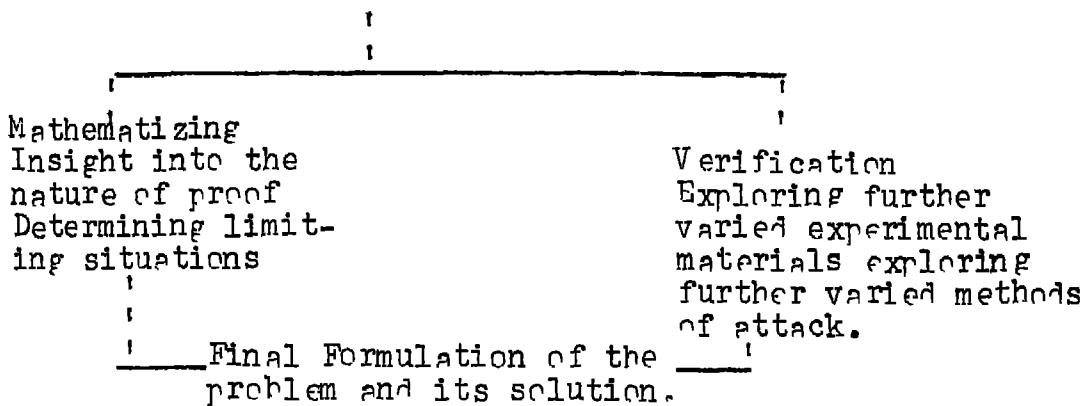 Mathematizing
Insight into the
nature of proof
Determining limit-
ing situations
Verification
Exploring further
varied experimental
materials exploring
further varied methods
of attack.
Final Formulation of the
problem and its solution.